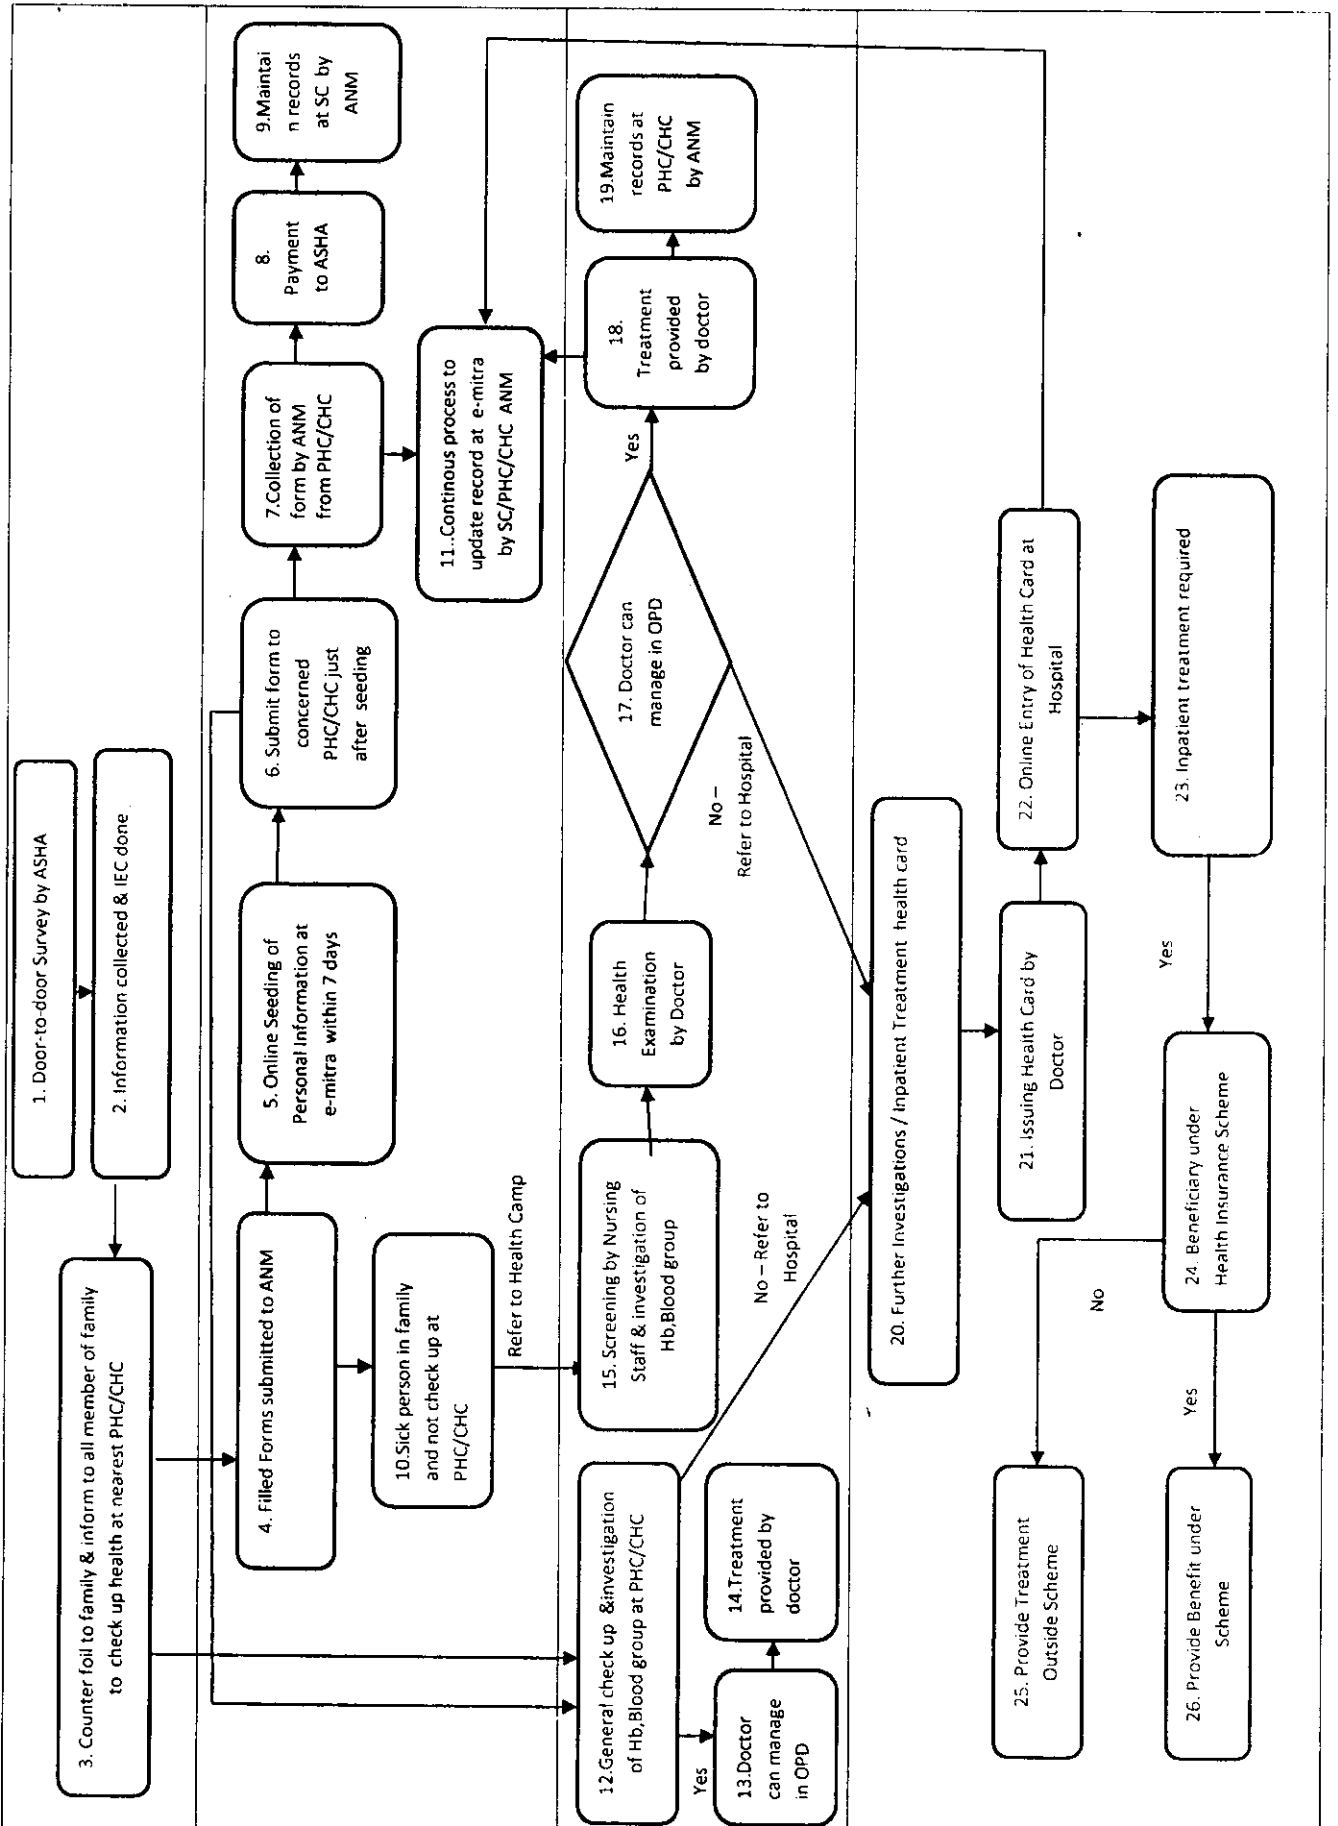 1. Door-to-door Survey by ASHA
2. Information collected & IEC done
3. Counter foil to family & inform to all member of family
to check up health at nearest PHC/CHC
4. Filled Forms submitted to ANM
5. Online Seeding of
Personal Information at
e-mitra within 7 days
6. Submit form to
concerned
PHC/CHC just
after seeding
7.Collection of
form by ANM
from PHC/CHC
8.
Payment
to ASHA
9.Maintai
n records
at SC by
ANM
10.Sick person in family
and not check up at
PHC/CHC
Refer to Health Camp
11..Continous process to
update record at e-mitra
by SC/PHC/CHC ANM
12.General check up &investigation
of Hb,Blood group at PHC/CHC
Yes
13.Doctor
can manage
in OPD
14.Treatment
provided by
doctor
No – Refer to
Hospital
15. Screening by Nursing
Staff & investigation of
Hb,Blood group
16. Health
Examination
by Doctor
17. Doctor can
manage in OPD
Yes
No –
Refer to Hospital
18.
Treatment
provided
by doctor
19.Maintain
records at
PHC/CHC
by ANM
20. Further Investigations / Inpatient Treatment health card
21. Issuing Health Card by
Doctor
22. Online Entry of Health Card at
Hospital
23. Inpatient treatment required
Yes
24. Beneficiary under
Health Insurance Scheme
No
Yes
25. Provide Treatment
Outside Scheme
26. Provide Benefit under
Scheme